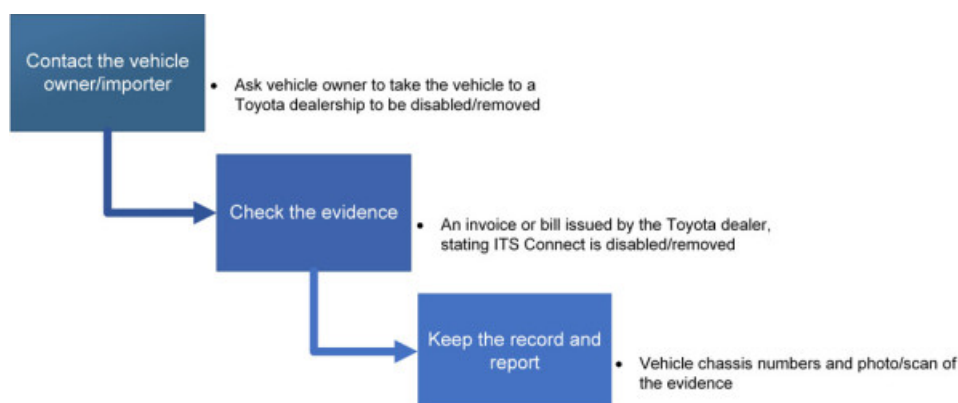 Contact the vehicle
owner/importer
• Ask vehicle owner to take the vehicle to a
Toyota dealership to be disabled/removed
Check the evidence
• An invoice or bill issued by the Toyota dealer,
stating ITS Connect is disabled/removed
Keep the record and
report
• Vehicle chassis numbers and photo/scan of
the evidence